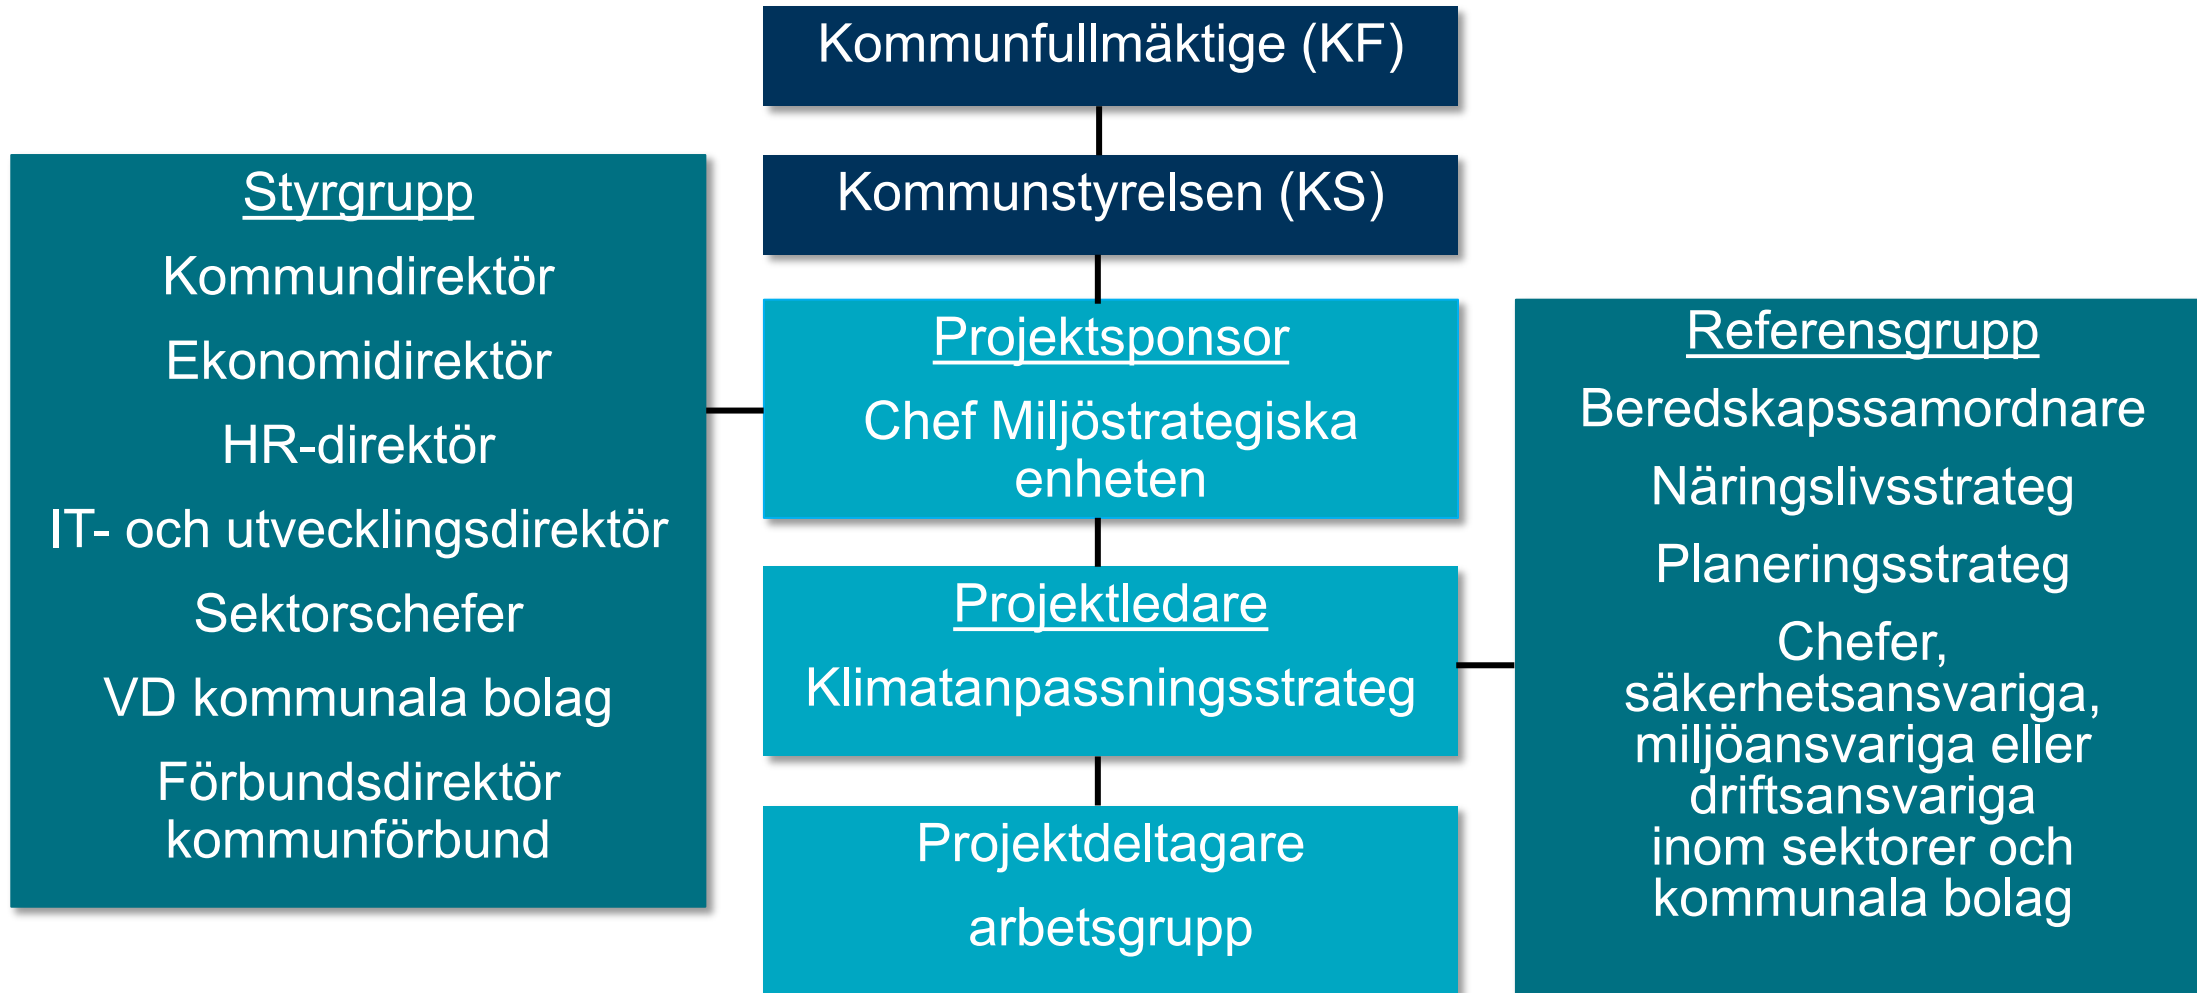 Kommunfullmäktige (KF)
Kommunstyrelsen (KS)
Styrgrupp
Kommundirektör
Ekonomidirektör
HR-direktör
IT- och utvecklingsdirektör
Sektorschefer
VD kommunala bolag
Förbundsdirektör
kommunförbund
Projektsponsor
Chef Miljöstrategiska
enheten
Projektledare
Klimatanpassningsstrateg
Projektdeltagare
arbetsgrupp
Referensgrupp
Beredskapssamordnare
Näringslivsstrateg
Planeringsstrateg
Chefer,
säkerhetsansvariga,
miljöansvariga eller
driftsansvariga
inom sektorer och
kommunala bolag